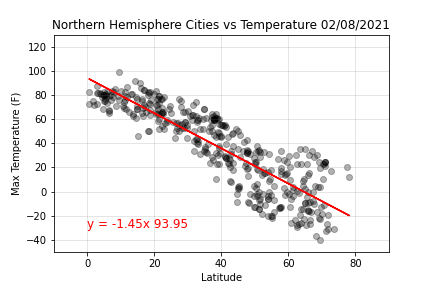 Northern Hemisphere Cities vs Temperature 02/08/2021
120
100
80
60
40
20
0
−20
−40
Max Temperature (F)
y = -1.45x 93.95
0 20 40 60 80
Latitude